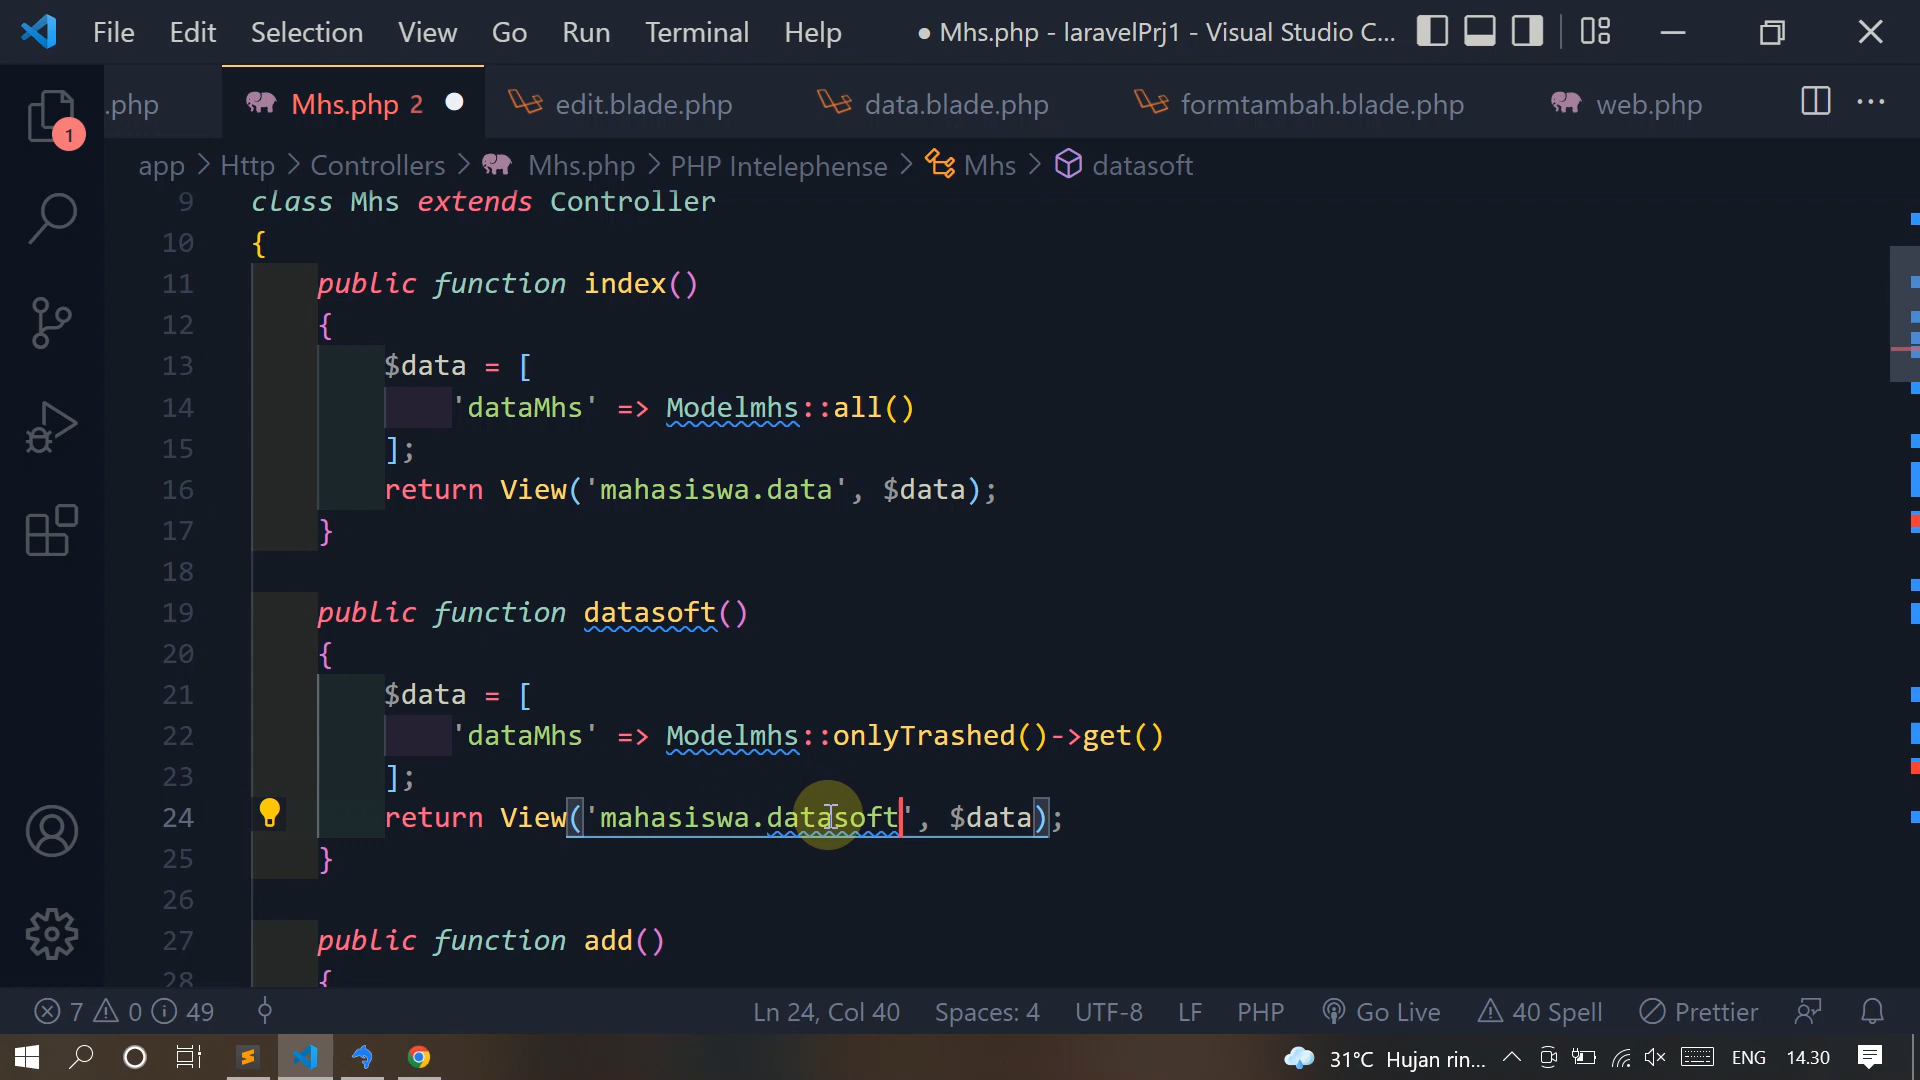 File Edit Selection View Go Run Terminal Help ● Mhs.php - laravelPrj1 - Visual Studio C...
.php Mhs.php 2 edit.blade.php data.blade.php formtambah.blade.php web.php ...
app > Http > Controllers > Mhs.php > PHP Intelephense > Mhs > datasoft
1
9 class Mhs extends Controller
10 {
11 public function index()
12 {
13 $data = [
14 'dataMhs' => Modelmhs::all()
15 ];
16 return View('mahasiswa.data', $data);
17 }
18
19 public function datasoft()
20 {
21 $data = [
22 'dataMhs' => Modelmhs::onlyTrashed()->get()
23 ];
24 return View('mahasiswa.datasoft', $data);
25 }
26
27 public function add()
28 {
7 0 49 Ln 24, Col 40 Spaces: 4 UTF-8 LF PHP Go Live 40 Spell Prettier
31°C Hujan rin... ENG 14.30